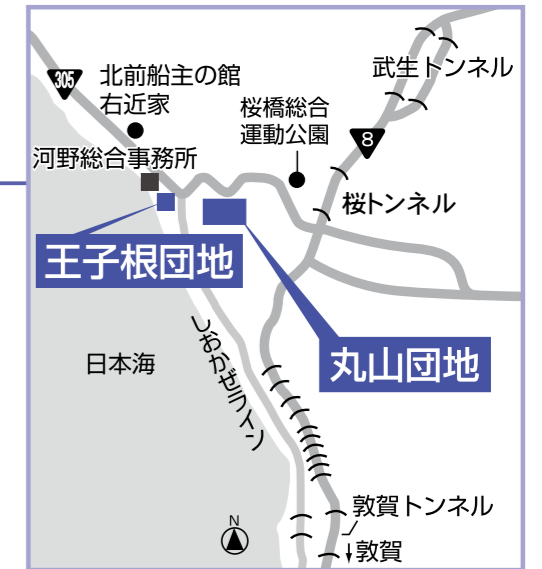 305
北前船主の館
右近家
武生トンネル
桜橋総合
運動公園
8
河野総合事務所
桜トンネル
王子根団地
しおかぜライン
丸山団地
日本海
敦賀トンネル
N
↓敦賀